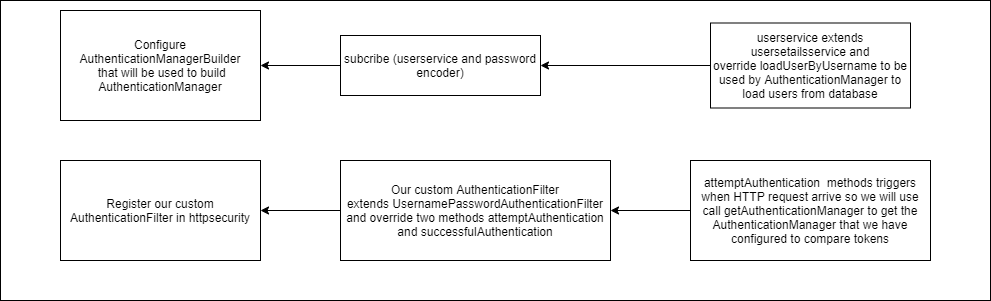 Configure
AuthenticationManagerBuilder
that will be used to build
AuthenticationManager
subcribe (userservice and password
encoder)
userservice extends
usersetailsservice and
override loadUserByUsername to be
used by AuthenticationManager to
load users from database
Register our custom
AuthenticationFilter in httpsecurity
Our custom AuthenticationFilter
extends UsernamePasswordAuthenticationFilter
and override two methods attemptAuthentication
and successfulAuthentication
attemptAuthentication  methods triggers
when HTTP request arrive so we will use
call getAuthenticationManager to get the
AuthenticationManager that we have
configured to compare tokens